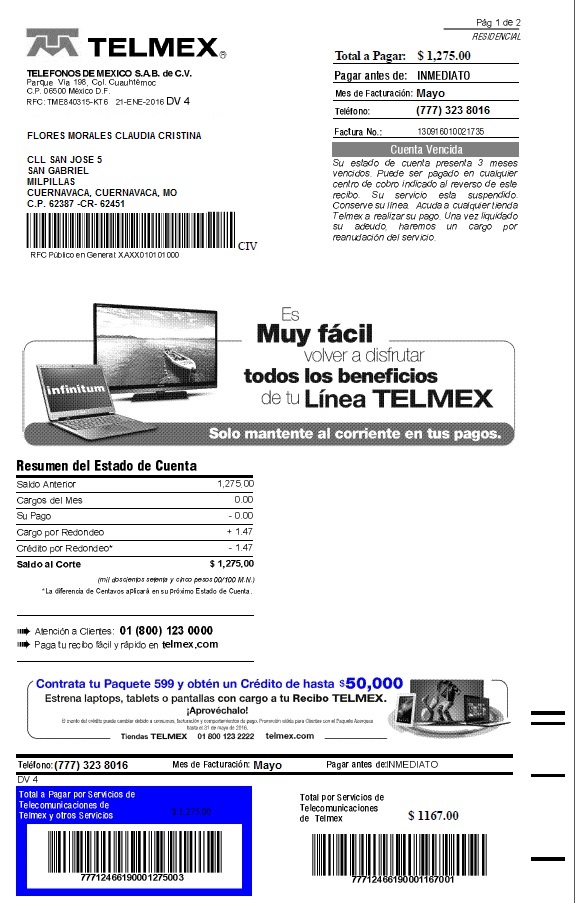 Pág 1 de 2
RESIDENCIAL
TELMEX®
Total a Pagar: $ 1,275.00
TELEFONOS DE MEXICO S.A.B. de C.V.
Parque Via 198, Col. Cuauhtémoc
C.P. 06500 México D.F.
RFC: TME840315-KT6 21-ENE-2016 DV 4
Pagar antes de: INMEDIATO
Mes de Facturación: Mayo
Teléfono: (777) 323 8016
Factura No.: 130916010021735
FLORES MORALES CLAUDIA CRISTINA
CLL SAN JOSE 5
SAN GABRIEL
MILPILLAS
CUERNAVACA, CUERNAVACA, MO
C.P. 62387 -CR- 62451
CIV
RFC Público en General: XAXX010101000
Cuenta Vencida
Su estado de cuenta presenta 3 meses
vencidos. Puede ser pagado en cualquier
centro de cobro indicado al reverso de este
recibo. Su servicio esta suspendido.
Conserve su línea. Acuda a cualquier tienda
Telmex a realizar su pago. Una vez liquidado
su adeudo, haremos un cargo por
reanudación del servicio.
infinitum
Es
Muy fácil
volver a disfrutar
todos los beneficios
de tu Línea TELMEX
Solo mantente al corriente en tus pagos.
Resumen del Estado de Cuenta
Saldo Anterior 1,275.00
Cargos del Mes 0.00
Su Pago - 0.00
Cargo por Redondeo + 1.47
Crédito por Redondeo* - 1.47
Saldo al Corte $ 1,275.00
(mil doscientos setenta y cinco pesos 00/100 M.N.)
*La diferencia de Centavos aplicará en su próximo Estado de Cuenta.
Atención a Clientes: 01 (800) 123 0000
Paga tu recibo fácil y rápido en telmex.com
Contrata tu Paquete 599 y obtén un Crédito de hasta $50,000
Estrena laptops, tablets o pantallas con cargo a tu Recibo TELMEX.
¡Aprovéchalo!
hasta el 31 de mayo de 2016.
Tiendas TELMEX 01 800 123 2222 telmex.com
Teléfono: (777) 323 8016 Mes de Facturación: Mayo Pagar antes de:INMEDIATO
DV 4
Total a Pagar por Servicios de
Telecomunicaciones de
Telmex y otros Servicios $ 1,275.00
77712466190001275003
Total por Servicios de
Telecomunicaciones
de Telmex $ 1167.00
77712466190001167001